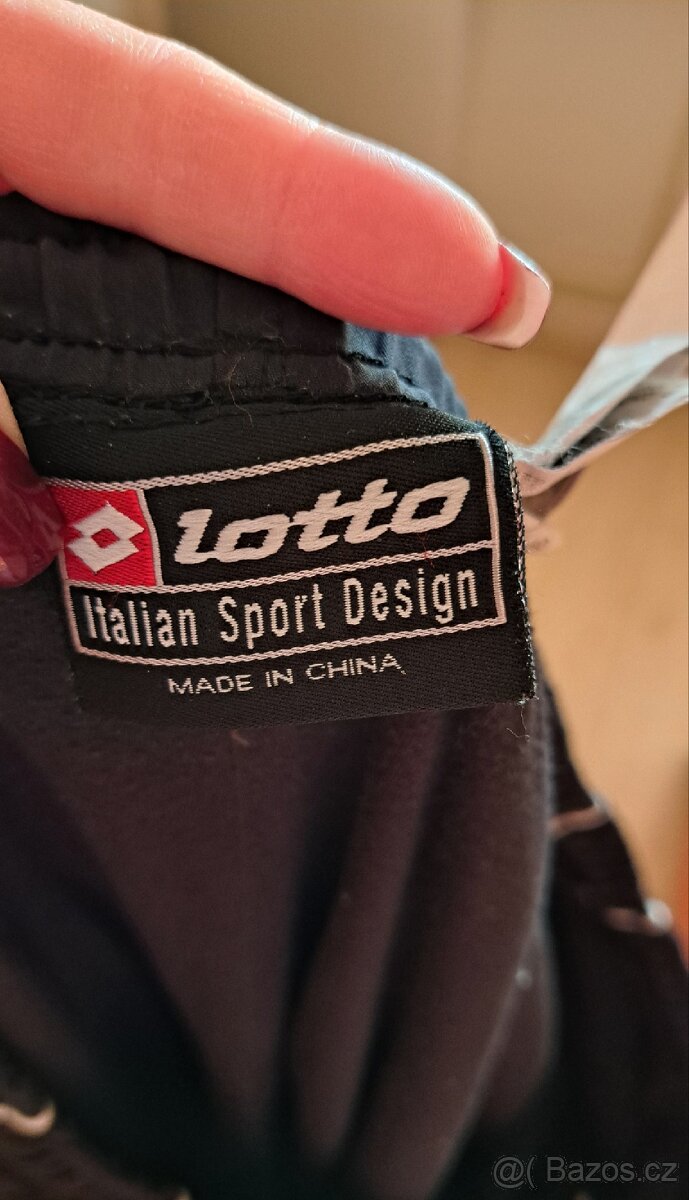 lotto
Italian Sport Design
MADE IN CHINA
@( Bazos.cz